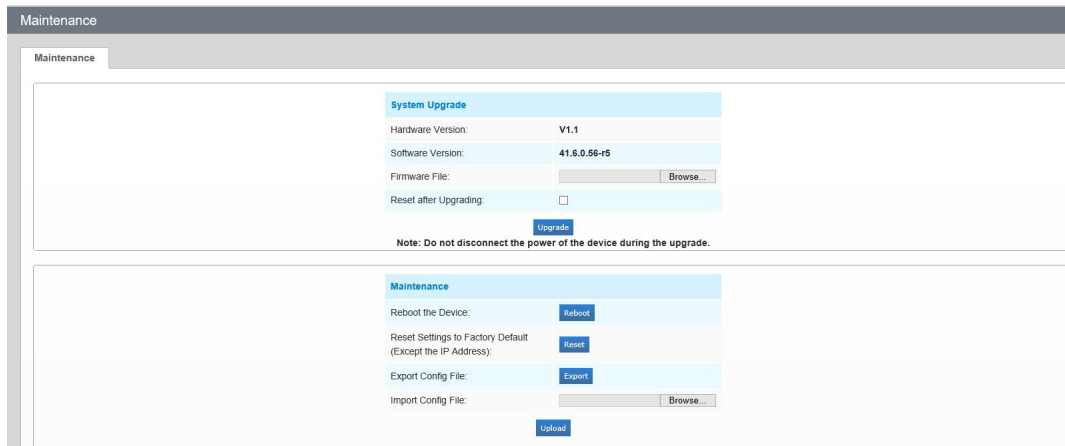 Maintenance
Maintenance
System Upgrade
Hardware Version: V1.1
Software Version: 41.6.0.56-r5
Firmware File: Browse...
Reset after Upgrading:
Upgrade
Note: Do not disconnect the power of the device during the upgrade.
Maintenance
Reboot the Device: Reboot
Reset Settings to Factory Default
(Except the IP Address): Reset
Export Config File: Export
Import Config File: Browse...
Upload